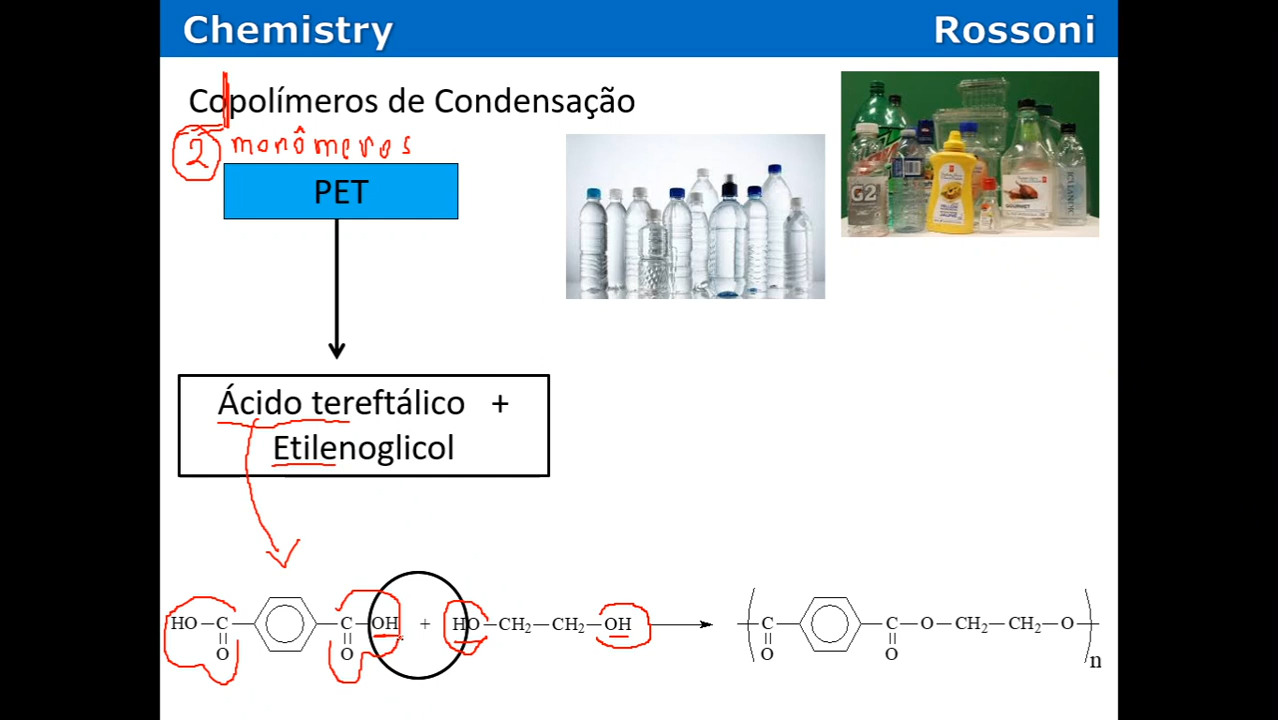 Chemistry
Rossoni
Copolímeros de Condensação
2 monômeros
PET
G2
Ácido tereftálico +
Etilenoglicol
HO C OH + HO CH2 CH2 OH C C O CH2 CH2 O
O O O O n